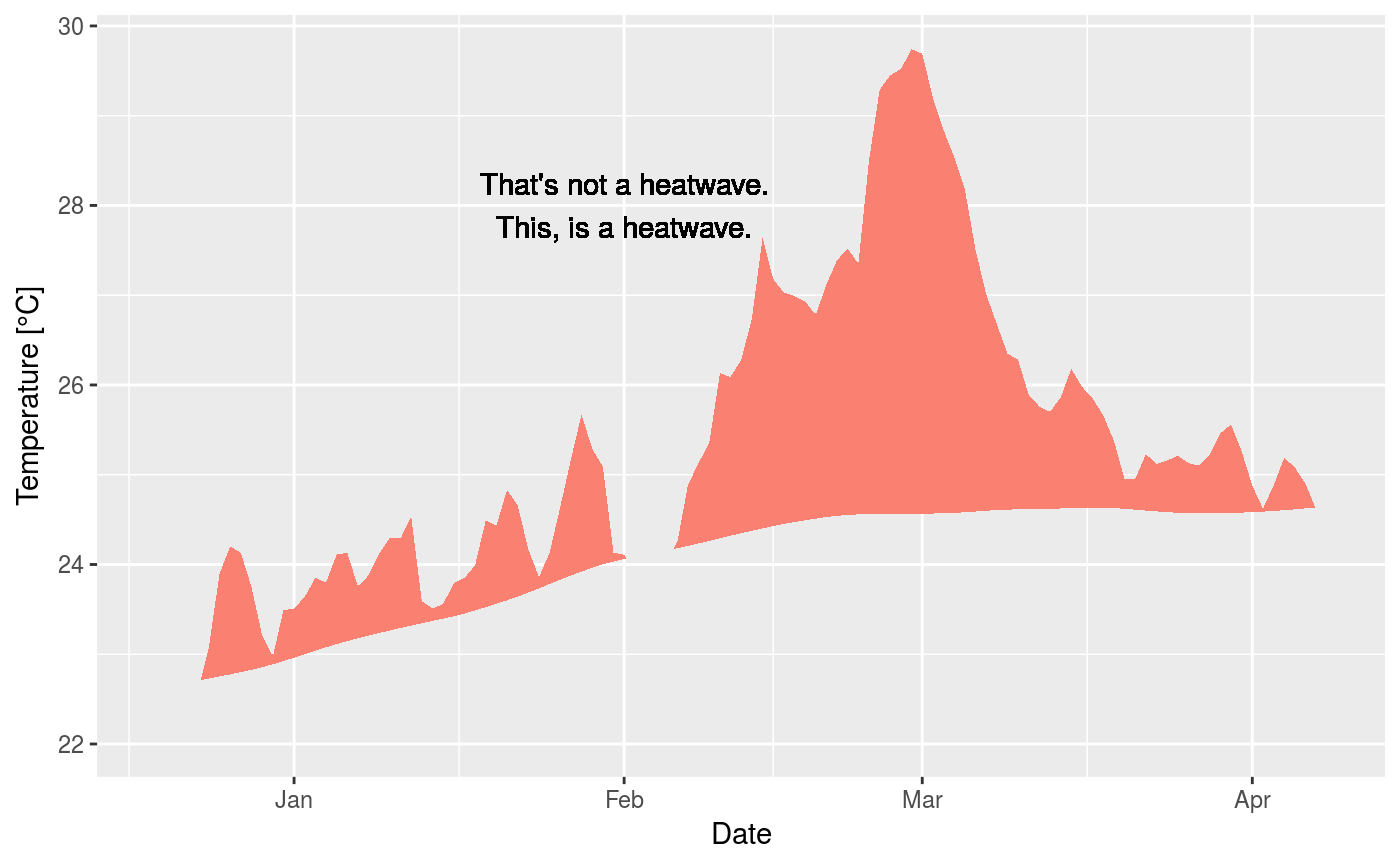 30
28
26
24
22
Temperature [°C]
That's not a heatwave.
This, is a heatwave.
Jan Feb Mar Apr
Date